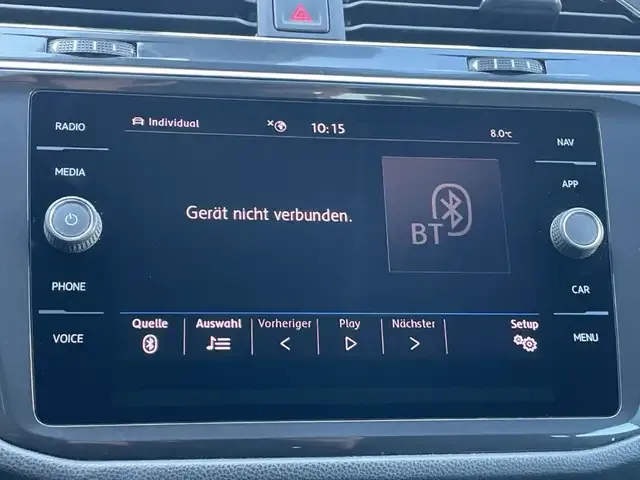 RADIO
MEDIA
PHONE
VOICE
Individual
10:15
8.0°C
Gerät nicht verbunden.
BT
Quelle Auswahl Vorheriger Play Nächster Setup
NAV
APP
CAR
MENU